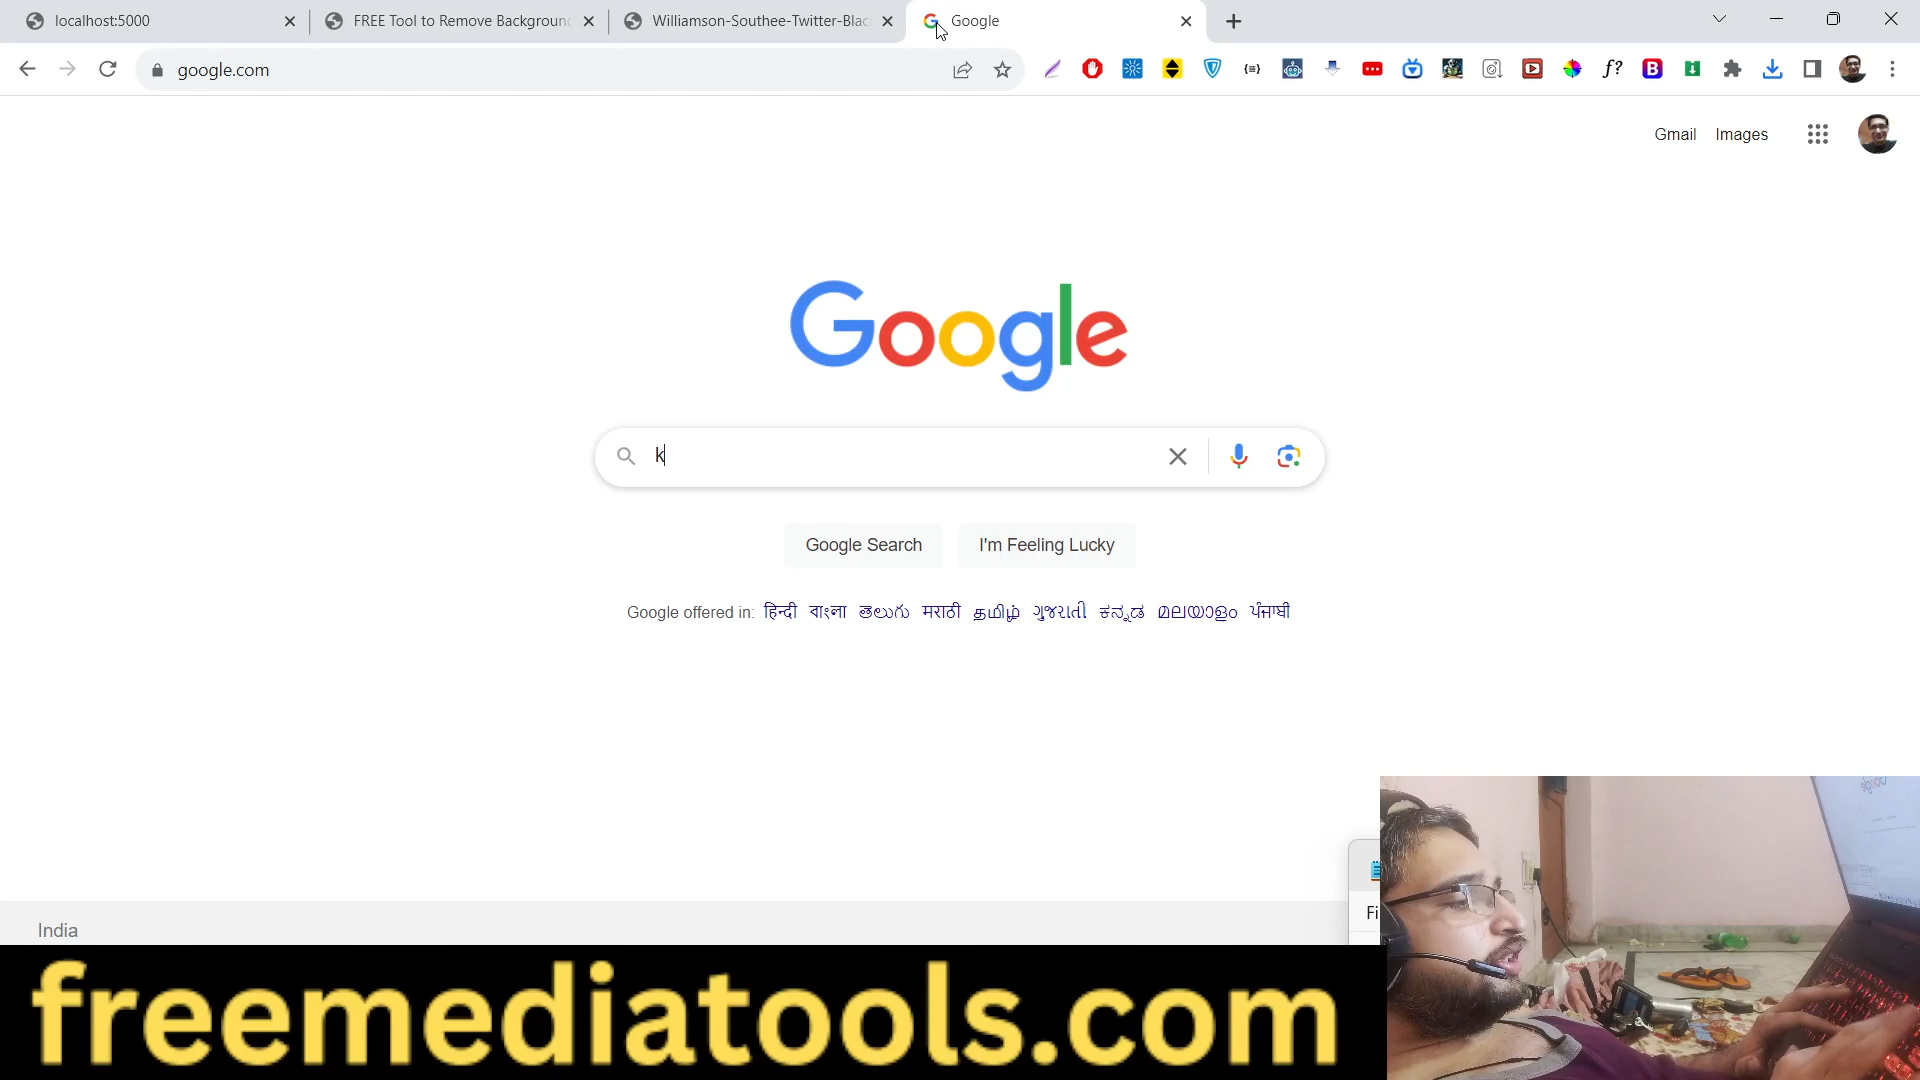 localhost:5000
FREE Tool to Remove Backgroun
Williamson-Southee-Twitter-Blac
Google
google.com
Gmail Images
Google
k
Google Search
I'm Feeling Lucky
Google offered in: हिन्दी বাংলা తెలుగు मराठी தமிழ் ગુજરાતી ಕನ್ನಡ മലയാളം ਪੰਜਾਬੀ
Fi
India
freemediatools.com